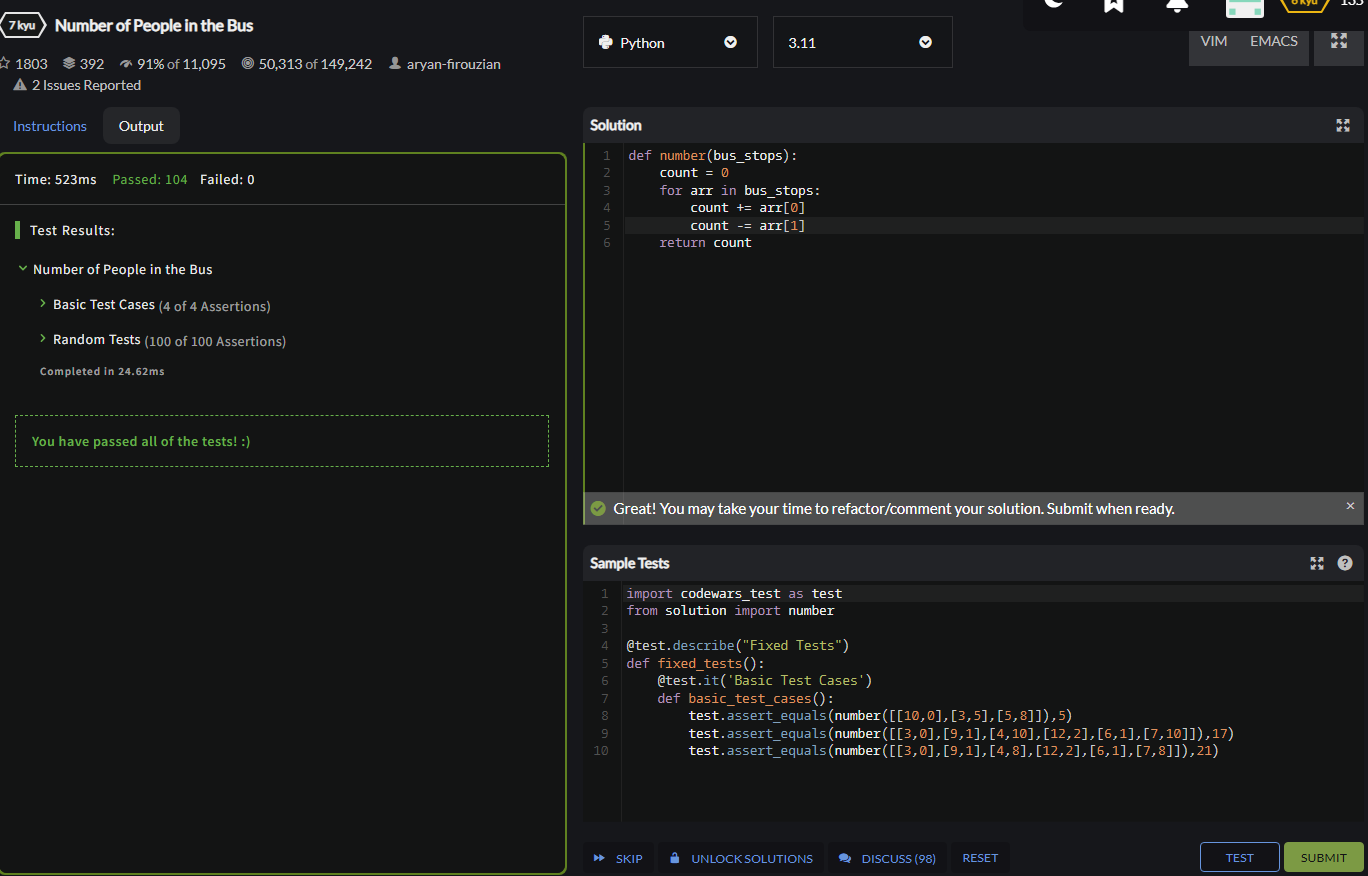 7 kyu Number of People in the Bus
1803 392 91% of 11,095 50,313 of 149,242 aryan-firouzian
2 Issues Reported
Instructions Output
Time: 523ms Passed: 104 Failed: 0
Test Results:
Number of People in the Bus
Basic Test Cases (4 of 4 Assertions)
Random Tests (100 of 100 Assertions)
Completed in 24.62ms
You have passed all of the tests! :)
Python 3.11
VIM EMACS
Solution
1 def number(bus_stops):
2     count = 0
3     for arr in bus_stops:
4         count += arr[0]
5         count -= arr[1]
6     return count
Great! You may take your time to refactor/comment your solution. Submit when ready.
Sample Tests
1 import codewars_test as test
2 from solution import number
3
4 @test.describe("Fixed Tests")
5 def fixed_tests():
6     @test.it('Basic Test Cases')
7     def basic_test_cases():
8         test.assert_equals(number([[10,0],[3,5],[5,8]]),5)
9         test.assert_equals(number([[3,0],[9,1],[4,10],[12,2],[6,1],[7,10]]),17)
10         test.assert_equals(number([[3,0],[9,1],[4,8],[12,2],[6,1],[7,8]]),21)
SKIP UNLOCK SOLUTIONS DISCUSS (98) RESET TEST SUBMIT